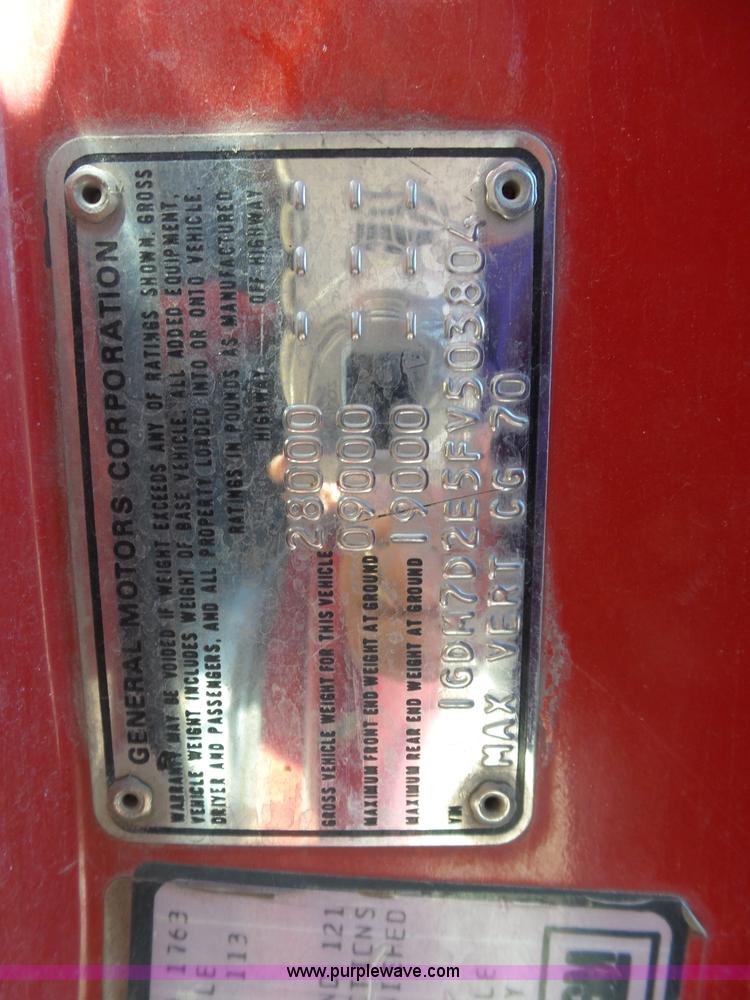 GENERAL MOTORS CORPORATION
WARRANTY MAY BE VOIDED IF WEIGHT EXCEEDS ANY OF RATINGS SHOWN. GROSS
VEHICLE WEIGHT INCLUDES WEIGHT OF BASE VEHICLE, ALL ADDED EQUIPMENT,
DRIVER AND PASSENGERS, AND ALL PROPERTY LOADED INTO OR ONTO VEHICLE.
RATINGS IN POUNDS AS MANUFACTURED
HIGHWAY OFF-HIGHWAY
GROSS VEHICLE WEIGHT FOR THIS VEHICLE 28000 - - -
MAXIMUM FRONT END WEIGHT AT GROUND 09000 - - -
MAXIMUM REAR END WEIGHT AT GROUND 19000 - - -
VIN 1GDM7D2E5FV503804
MAX VERT CG 70
1763
LE 113
121
FIED
LE
Y
GM
www.purplewave.com